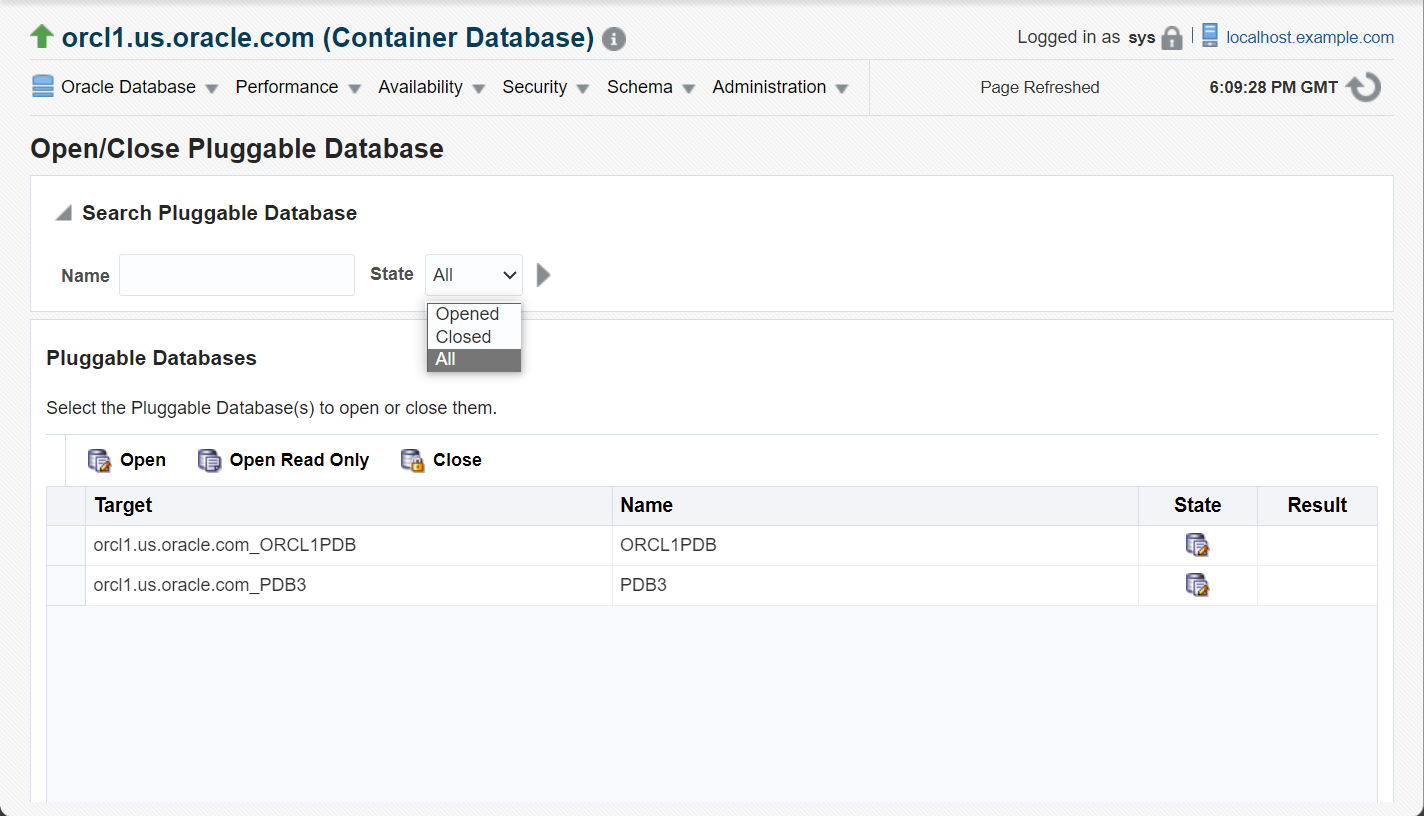 orcl1.us.oracle.com (Container Database)
Logged in as sys
localhost.example.com
Oracle Database Performance Availability Security Schema Administration
Page Refreshed 6:09:28 PM GMT
Open/Close Pluggable Database
Search Pluggable Database
Name State All
Opened
Closed
All
Pluggable Databases
Select the Pluggable Database(s) to open or close them.
Open Open Read Only Close
Target Name State Result
orcl1.us.oracle.com_ORCL1PDB ORCL1PDB
orcl1.us.oracle.com_PDB3 PDB3